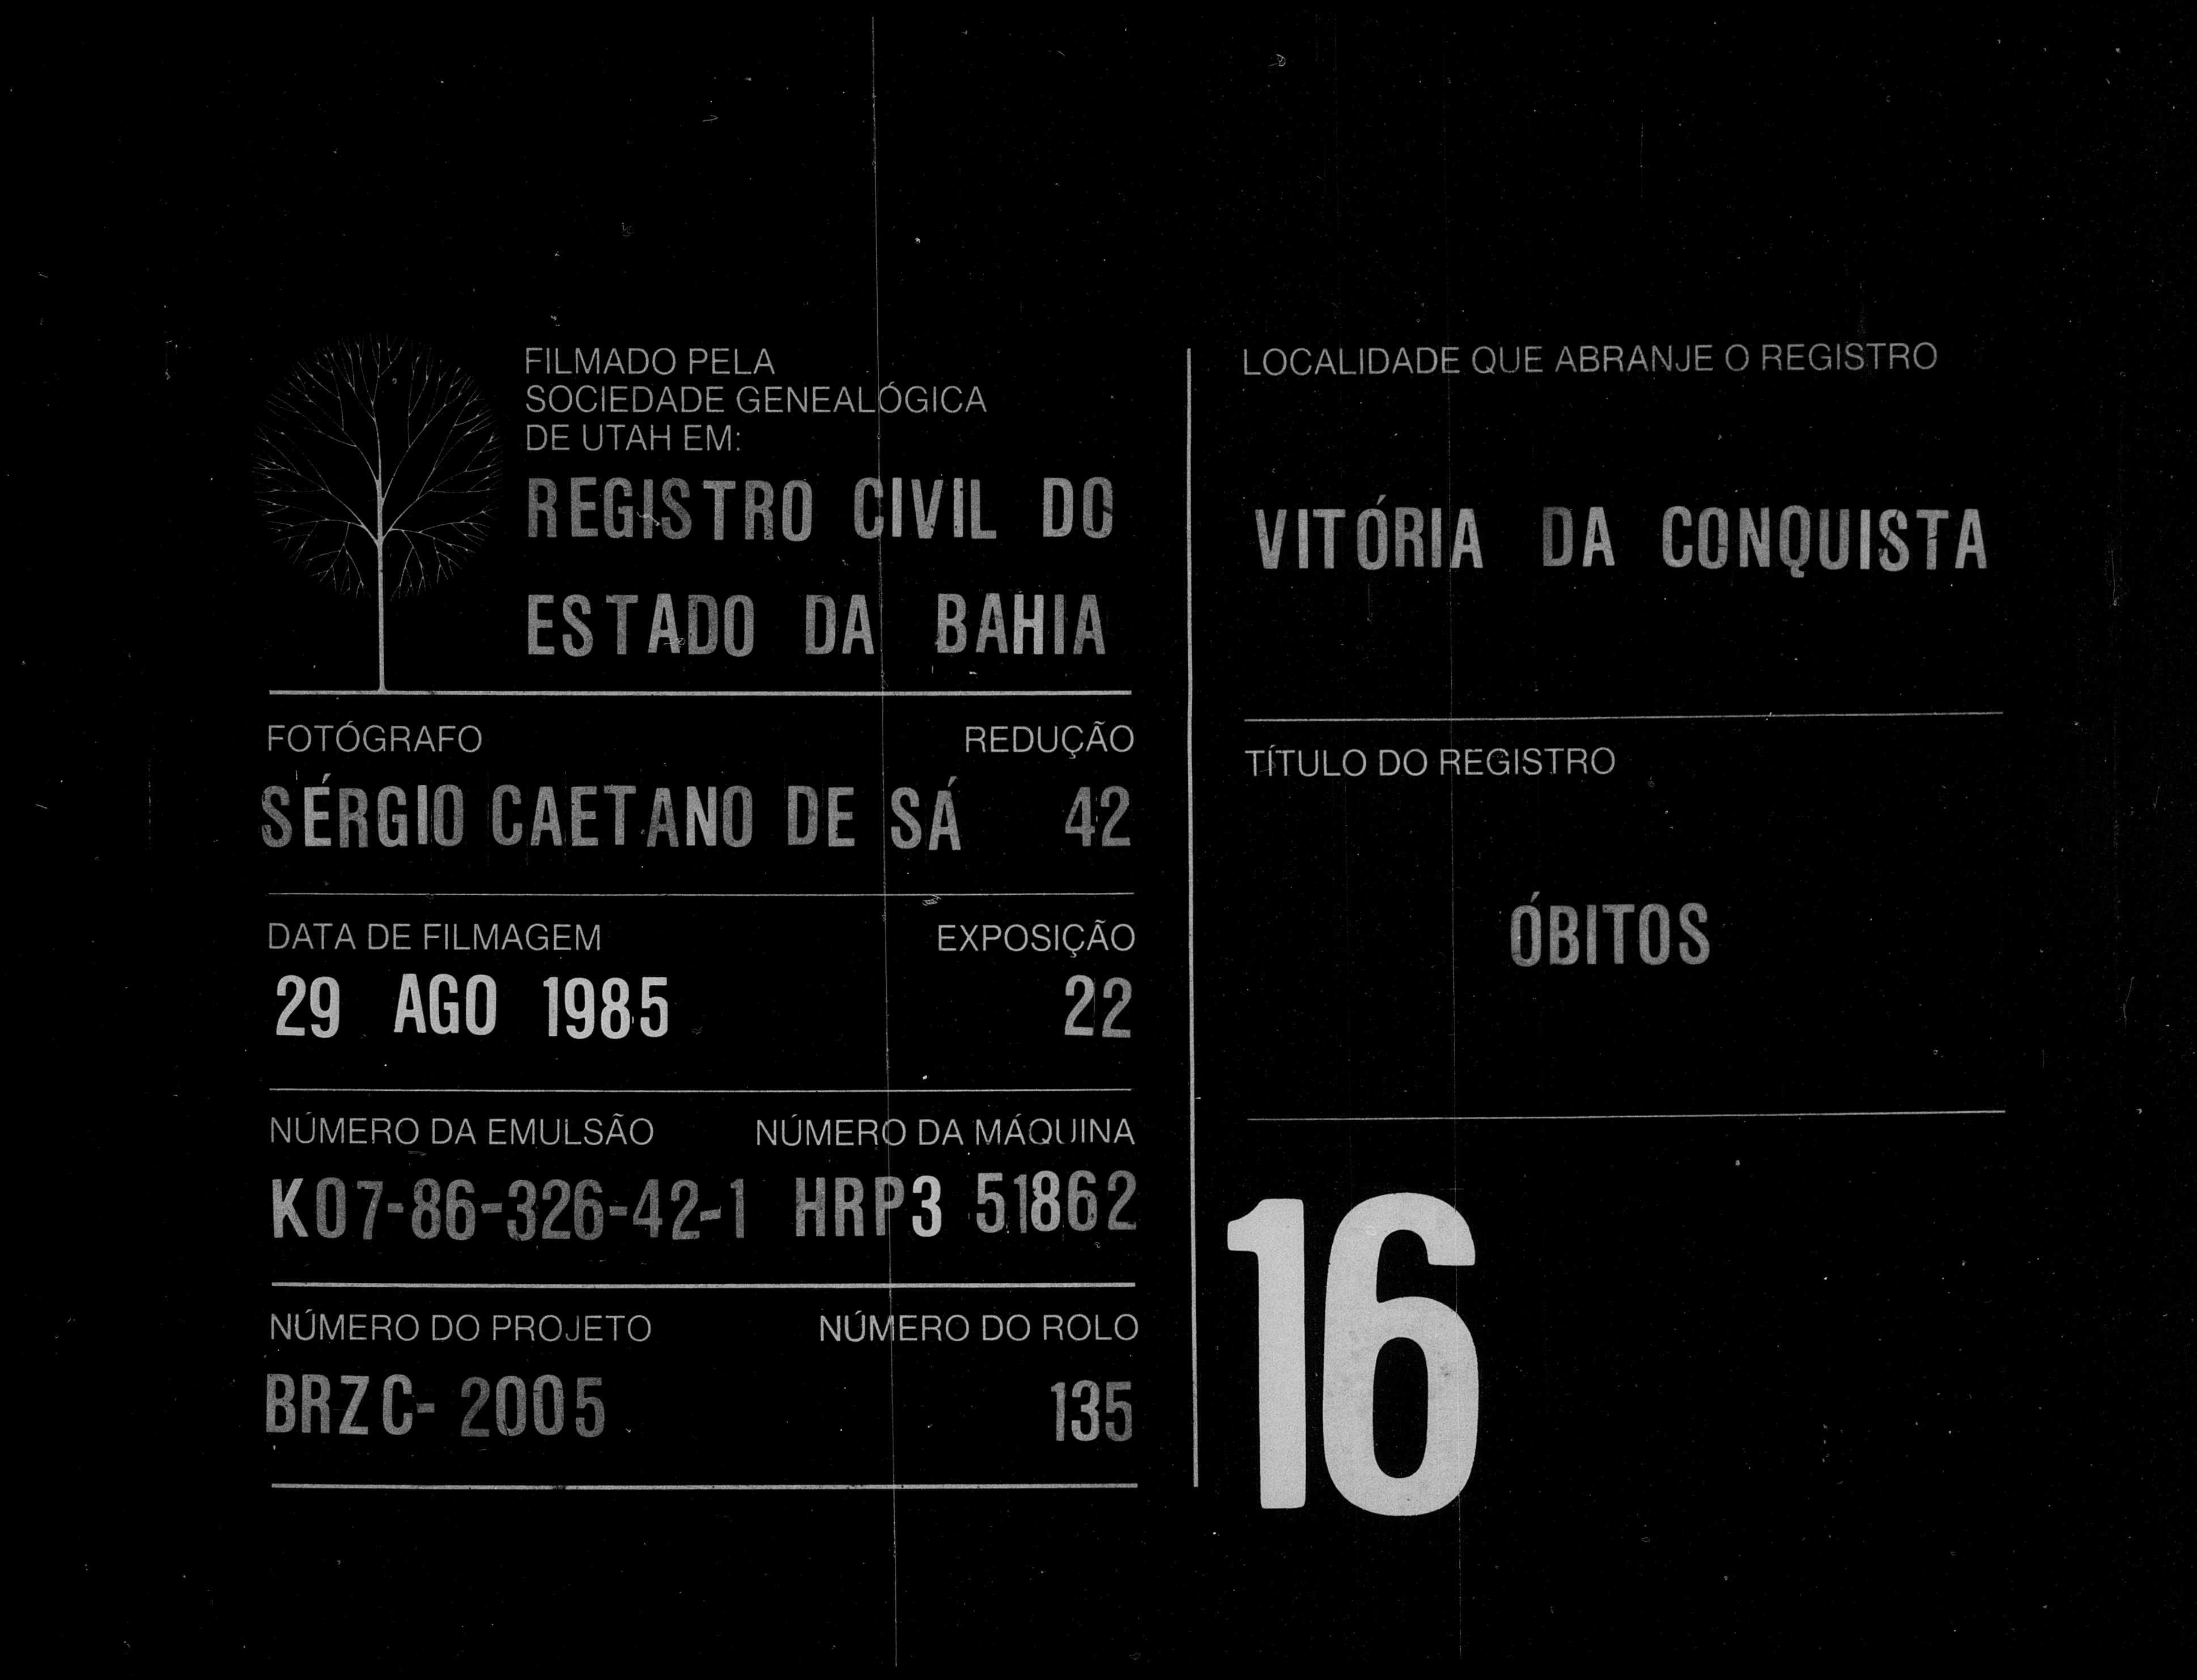 FILMADO PELA
SOCIEDADE GENEALÓGICA
DE UTAH EM:
REGISTRO CIVIL DO
ESTADO DA BAHIA
FOTÓGRAFO REDUÇÃO
SÉRGIO CAETANO DE SÁ 42
DATA DE FILMAGEM EXPOSIÇÃO
29 AGO 1985 22
NÚMERO DA EMULSÃO NÚMERO DA MÁQUINA
K07-86-326-42-1 HRP3 51862
NÚMERO DO PROJETO NÚMERO DO ROLO
BRZC-2005 135
LOCALIDADE QUE ABRANJE O REGISTRO
VITÓRIA DA CONQUISTA
TÍTULO DO REGISTRO
ÓBITOS
16